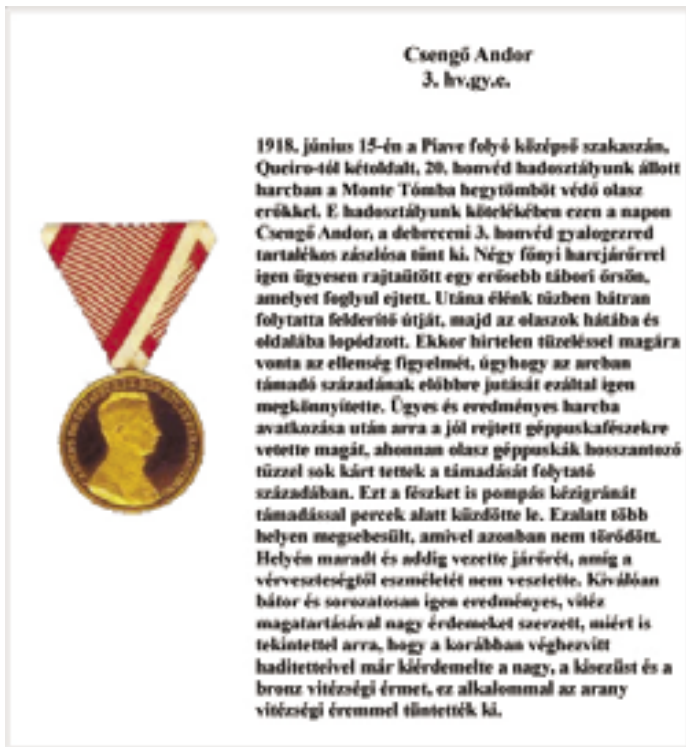 Csengő Andor
3. hv.gy.e.
1918. június 15-én a Piave folyó középső szakaszán,
Queiro-tól kétoldalt, 20. honvéd hadosztályunk állott
harcban a Monte Tómba hegytömböt védő olasz
erőkkel. E hadosztályunk kötelékében ezen a napon
Csengő Andor, a debreceni 3. honvéd gyalogezred
tartalékos zászlósa tűnt ki. Négy főnyi harcjárőrrel
igen ügyesen rajtaütött egy erősebb tábori őrsön,
amelyet foglyul ejtett. Utána élénk tűzben bátran
folytatta felderítő útját, majd az olaszok hátába és
oldalába lopódzott. Ekkor hirtelen tüzeléssel magára
vonta az ellenség figyelmét, úgyhogy az arcban
támadó századának előbbre jutását ezáltal igen
megkönnyítette. Ügyes és eredményes harcba
avatkozása után arra a jól rejtett géppuskafészekre
vetette magát, ahonnan olasz géppuskák hosszantozó
tűzzel sok kárt tettek a támadását folytató
században. Ezt a fészket is pompás kézigránát
támadással percek alatt küzdötte le. Ezalatt több
helyen megsebesült, amivel azonban nem törődött.
Helyén maradt és addig vezette járőrét, amíg a
vérveszteségtől eszméletét nem vesztette. Kiválóan
bátor és sorozatosan igen eredményes, vitéz
magatartásával nagy érdemeket szerzett, miért is
tekintettel arra, hogy a korábban véghezvitt
haditetteivel már kiérdemelte a nagy, a kisezüst és a
bronz vitézségi érmet, ez alkalommal az arany
vitézségi éremmel tüntették ki.